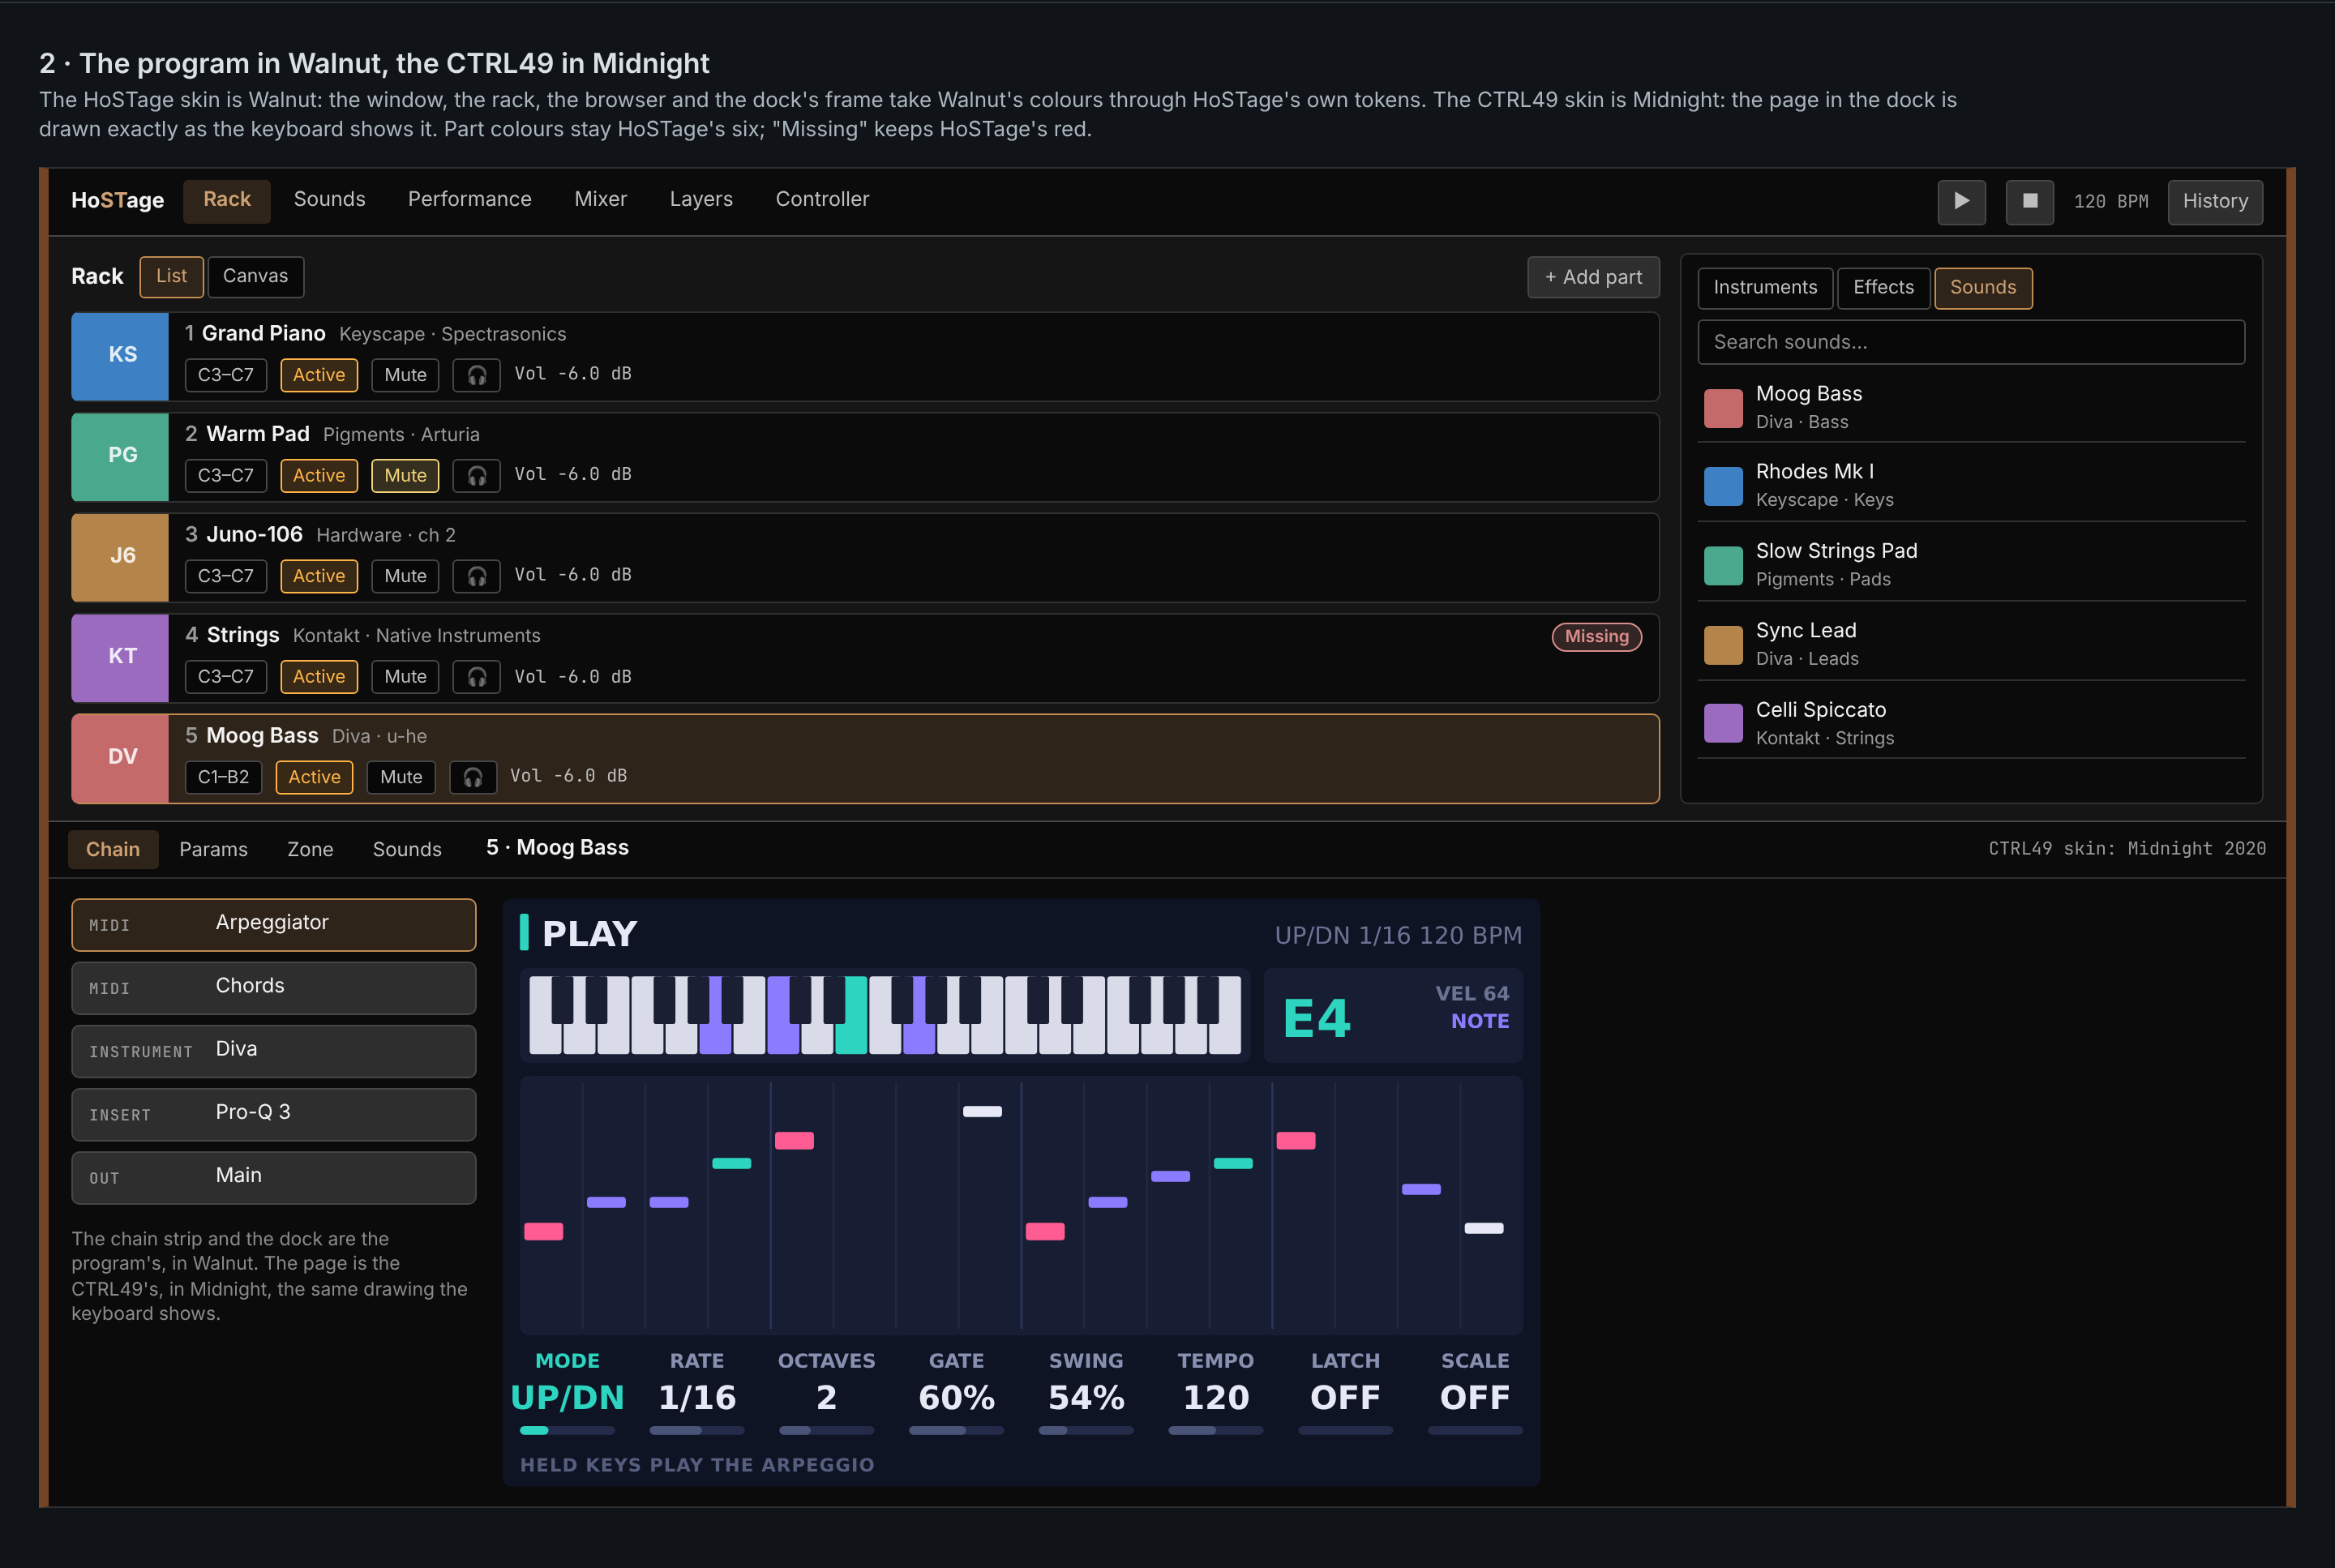 2 · The program in Walnut, the CTRL49 in Midnight
The HoSTage skin is Walnut: the window, the rack, the browser and the dock's frame take Walnut's colours through HoSTage's own tokens. The CTRL49 skin is Midnight: the page in the dock is
drawn exactly as the keyboard shows it. Part colours stay HoSTage's six; "Missing" keeps HoSTage's red.
HoSTage Rack Sounds Performance Mixer Layers Controller 120 BPM History
Rack List Canvas + Add part
KS
1 Grand Piano Keyscape · Spectrasonics
C3–C7 Active Mute Vol -6.0 dB
PG
2 Warm Pad Pigments · Arturia
C3–C7 Active Mute Vol -6.0 dB
J6
3 Juno-106 Hardware · ch 2
C3–C7 Active Mute Vol -6.0 dB
KT
4 Strings Kontakt · Native Instruments Missing
C3–C7 Active Mute Vol -6.0 dB
DV
5 Moog Bass Diva · u-he
C1–B2 Active Mute Vol -6.0 dB
Instruments Effects Sounds
Search sounds...
Moog Bass
Diva · Bass
Rhodes Mk I
Keyscape · Keys
Slow Strings Pad
Pigments · Pads
Sync Lead
Diva · Leads
Celli Spiccato
Kontakt · Strings
Chain Params Zone Sounds 5 · Moog Bass CTRL49 skin: Midnight 2020
MIDI Arpeggiator
MIDI Chords
INSTRUMENT Diva
INSERT Pro-Q 3
OUT Main
The chain strip and the dock are the
program's, in Walnut. The page is the
CTRL49's, in Midnight, the same drawing the
keyboard shows.
PLAY UP/DN 1/16 120 BPM
E4 VEL 64
NOTE
MODE RATE OCTAVES GATE SWING TEMPO LATCH SCALE
UP/DN 1/16 2 60% 54% 120 OFF OFF
HELD KEYS PLAY THE ARPEGGIO